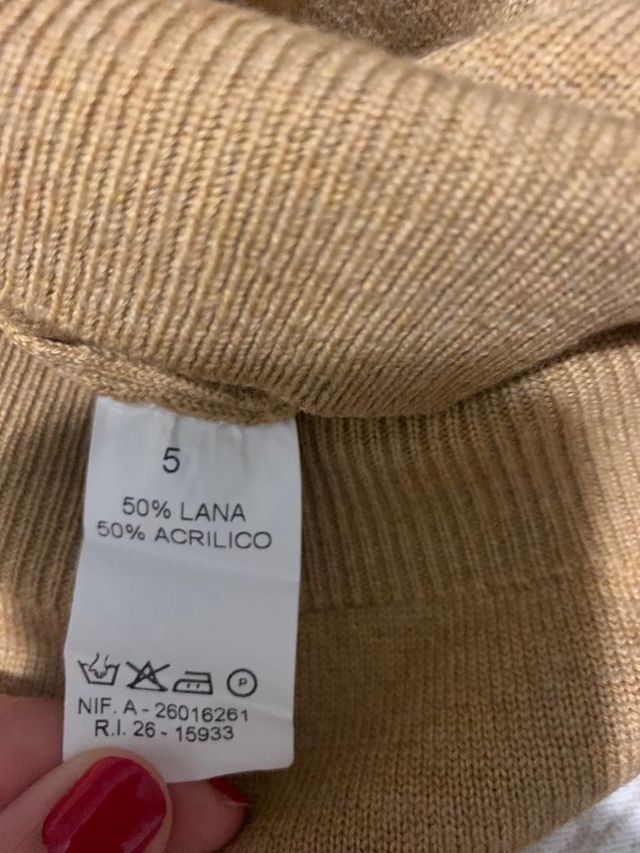 5
50% LANA
50% ACRILICO
P
NIF. A - 26016261
R.I. 26 - 15933